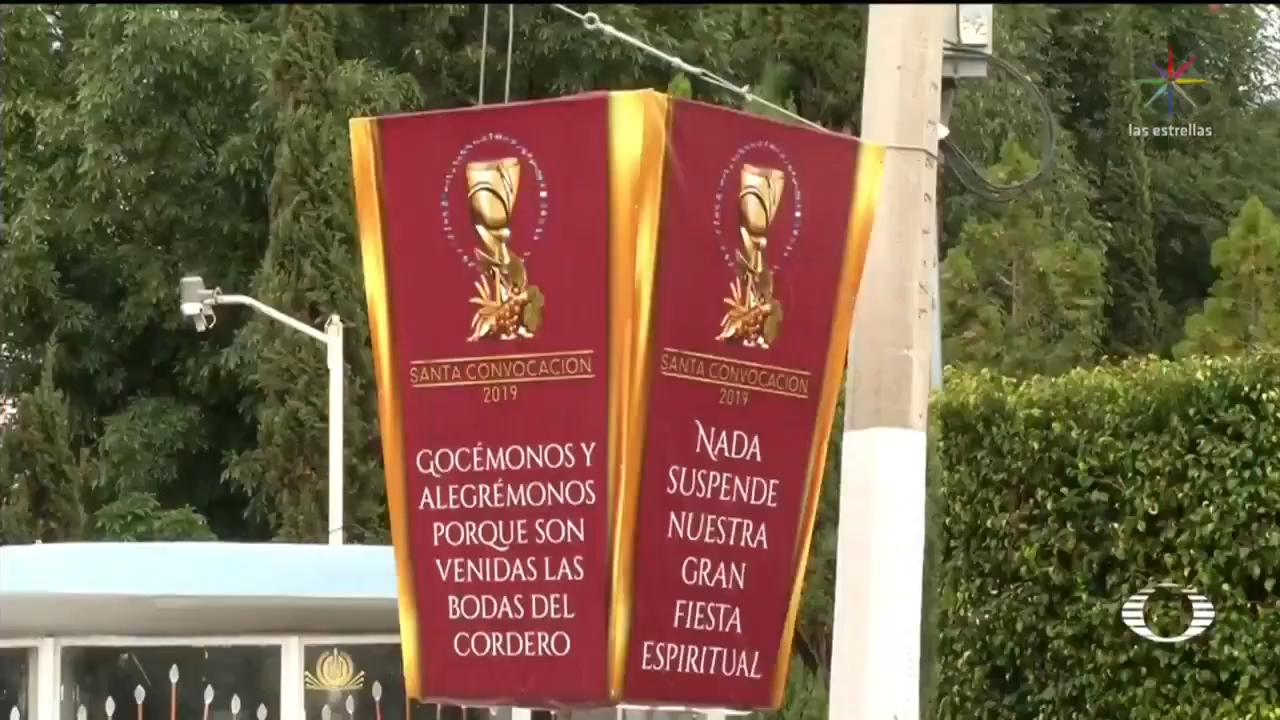 las estrellas
SANTA CONVOCACION
2019
GOCÉMONOS Y
ALEGRÉMONOS
PORQUE SON
VENIDAS LAS
BODAS DEL
CORDERO
SANTA CONVOCACION
2019
NADA
SUSPENDE
NUESTRA
GRAN
FIESTA
ESPIRITUAL